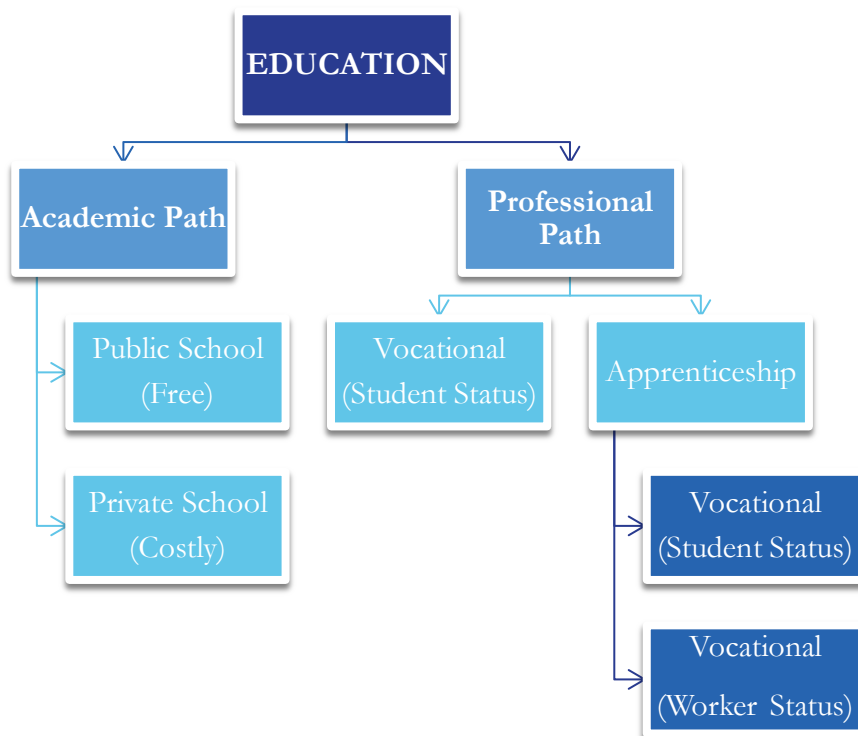 EDUCATION
Academic Path
Professional
Path
Public School
(Free)
Vocational
(Student Status)
Apprenticeship
Private School
(Costly)
Vocational
(Student Status)
Vocational
(Worker Status)